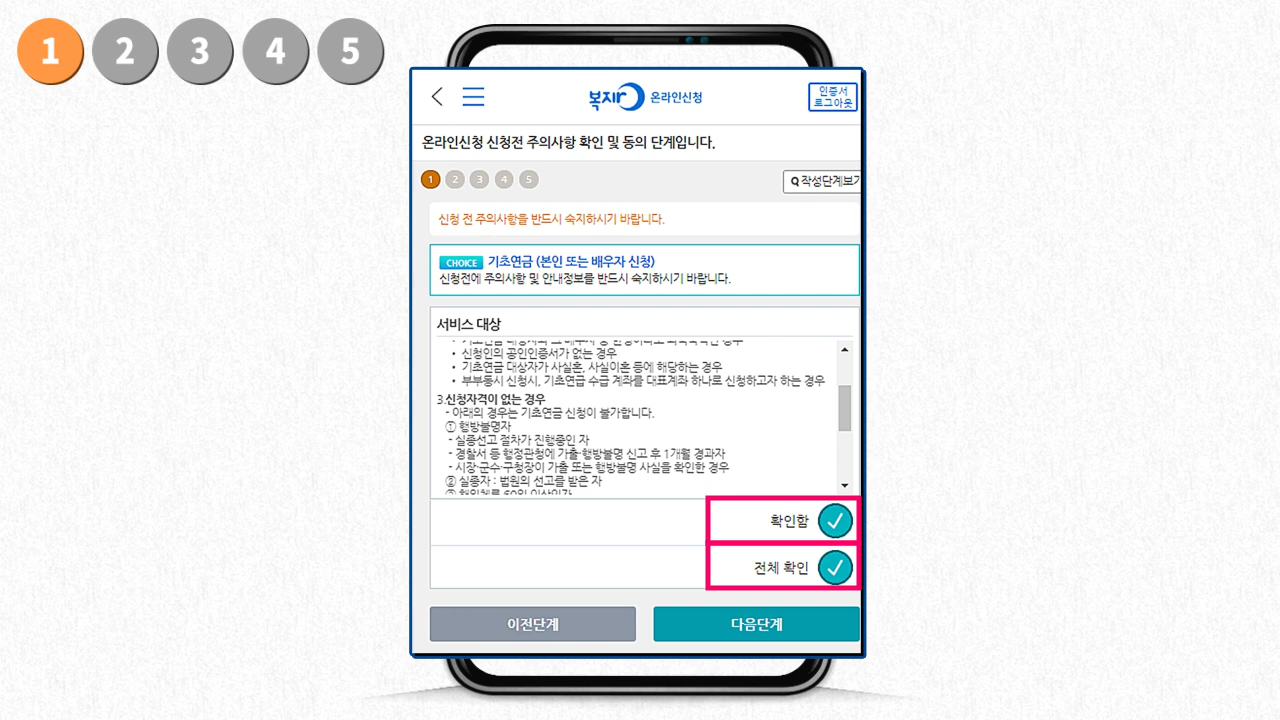 1 2 3 4 5
복지로 온라인신청
인증서
로그아웃
온라인신청 신청전 주의사항 확인 및 동의 단계입니다.
1 2 3 4 5
작성단계보기
신청 전 주의사항을 반드시 숙지하시기 바랍니다.
CHOICE 기초연금 (본인 또는 배우자 신청)
신청전에 주의사항 및 안내정보를 반드시 숙지하시기 바랍니다.
서비스 대상
• 신청인의 공인인증서가 없는 경우
• 기초연금 대상자가 사실혼, 사실이혼 등에 해당하는 경우
• 부부동시 신청시, 기초연급 수급 계좌를 대표계좌 하나로 신청하고자 하는 경우
3.신청자격이 없는 경우
- 아래의 경우는 기초연금 신청이 불가합니다.
① 행방불명자
- 실종선고 절차가 진행중인 자
- 경찰서 등 행정관청에 가출·행방불명 신고 후 1개월 경과자
- 시장·군수·구청장이 가출 또는 행방불명 사실을 확인한 경우
② 실종자 : 법원의 선고를 받은 자
확인함
전체 확인
이전단계 다음단계